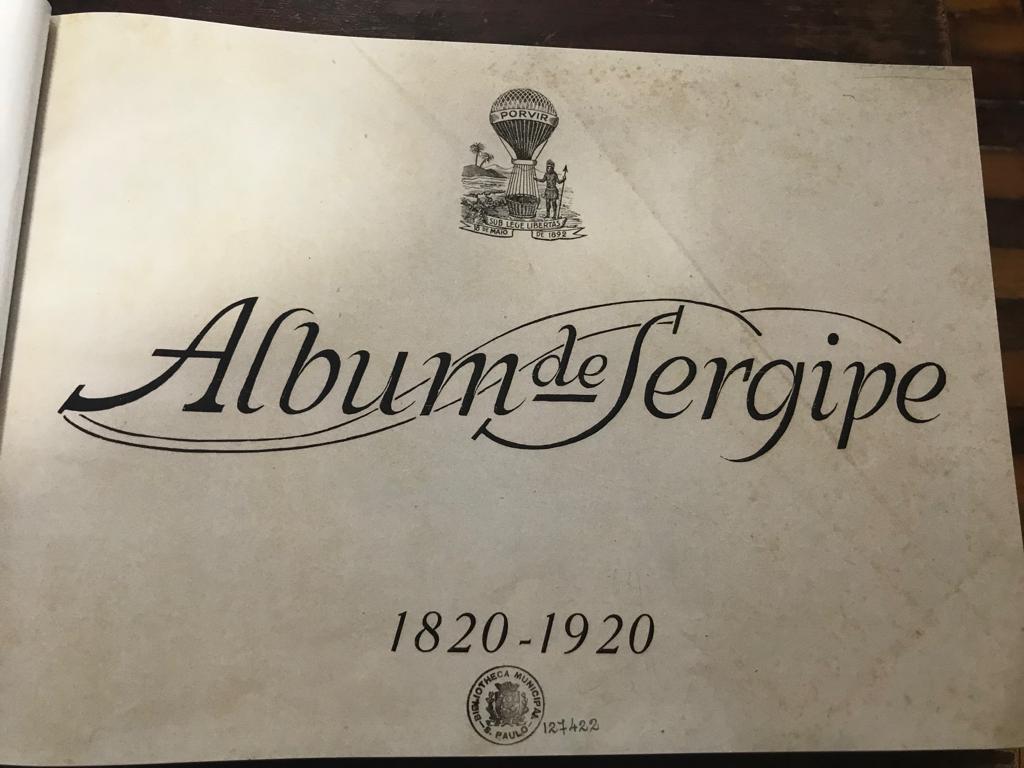 PORVIR
SUB LEGE LIBERTAS
18 DE MAIO DE 1892
Album de Sergipe
1820-1920
BIBLIOTHECA MUNICIPAL
S. PAULO
127422